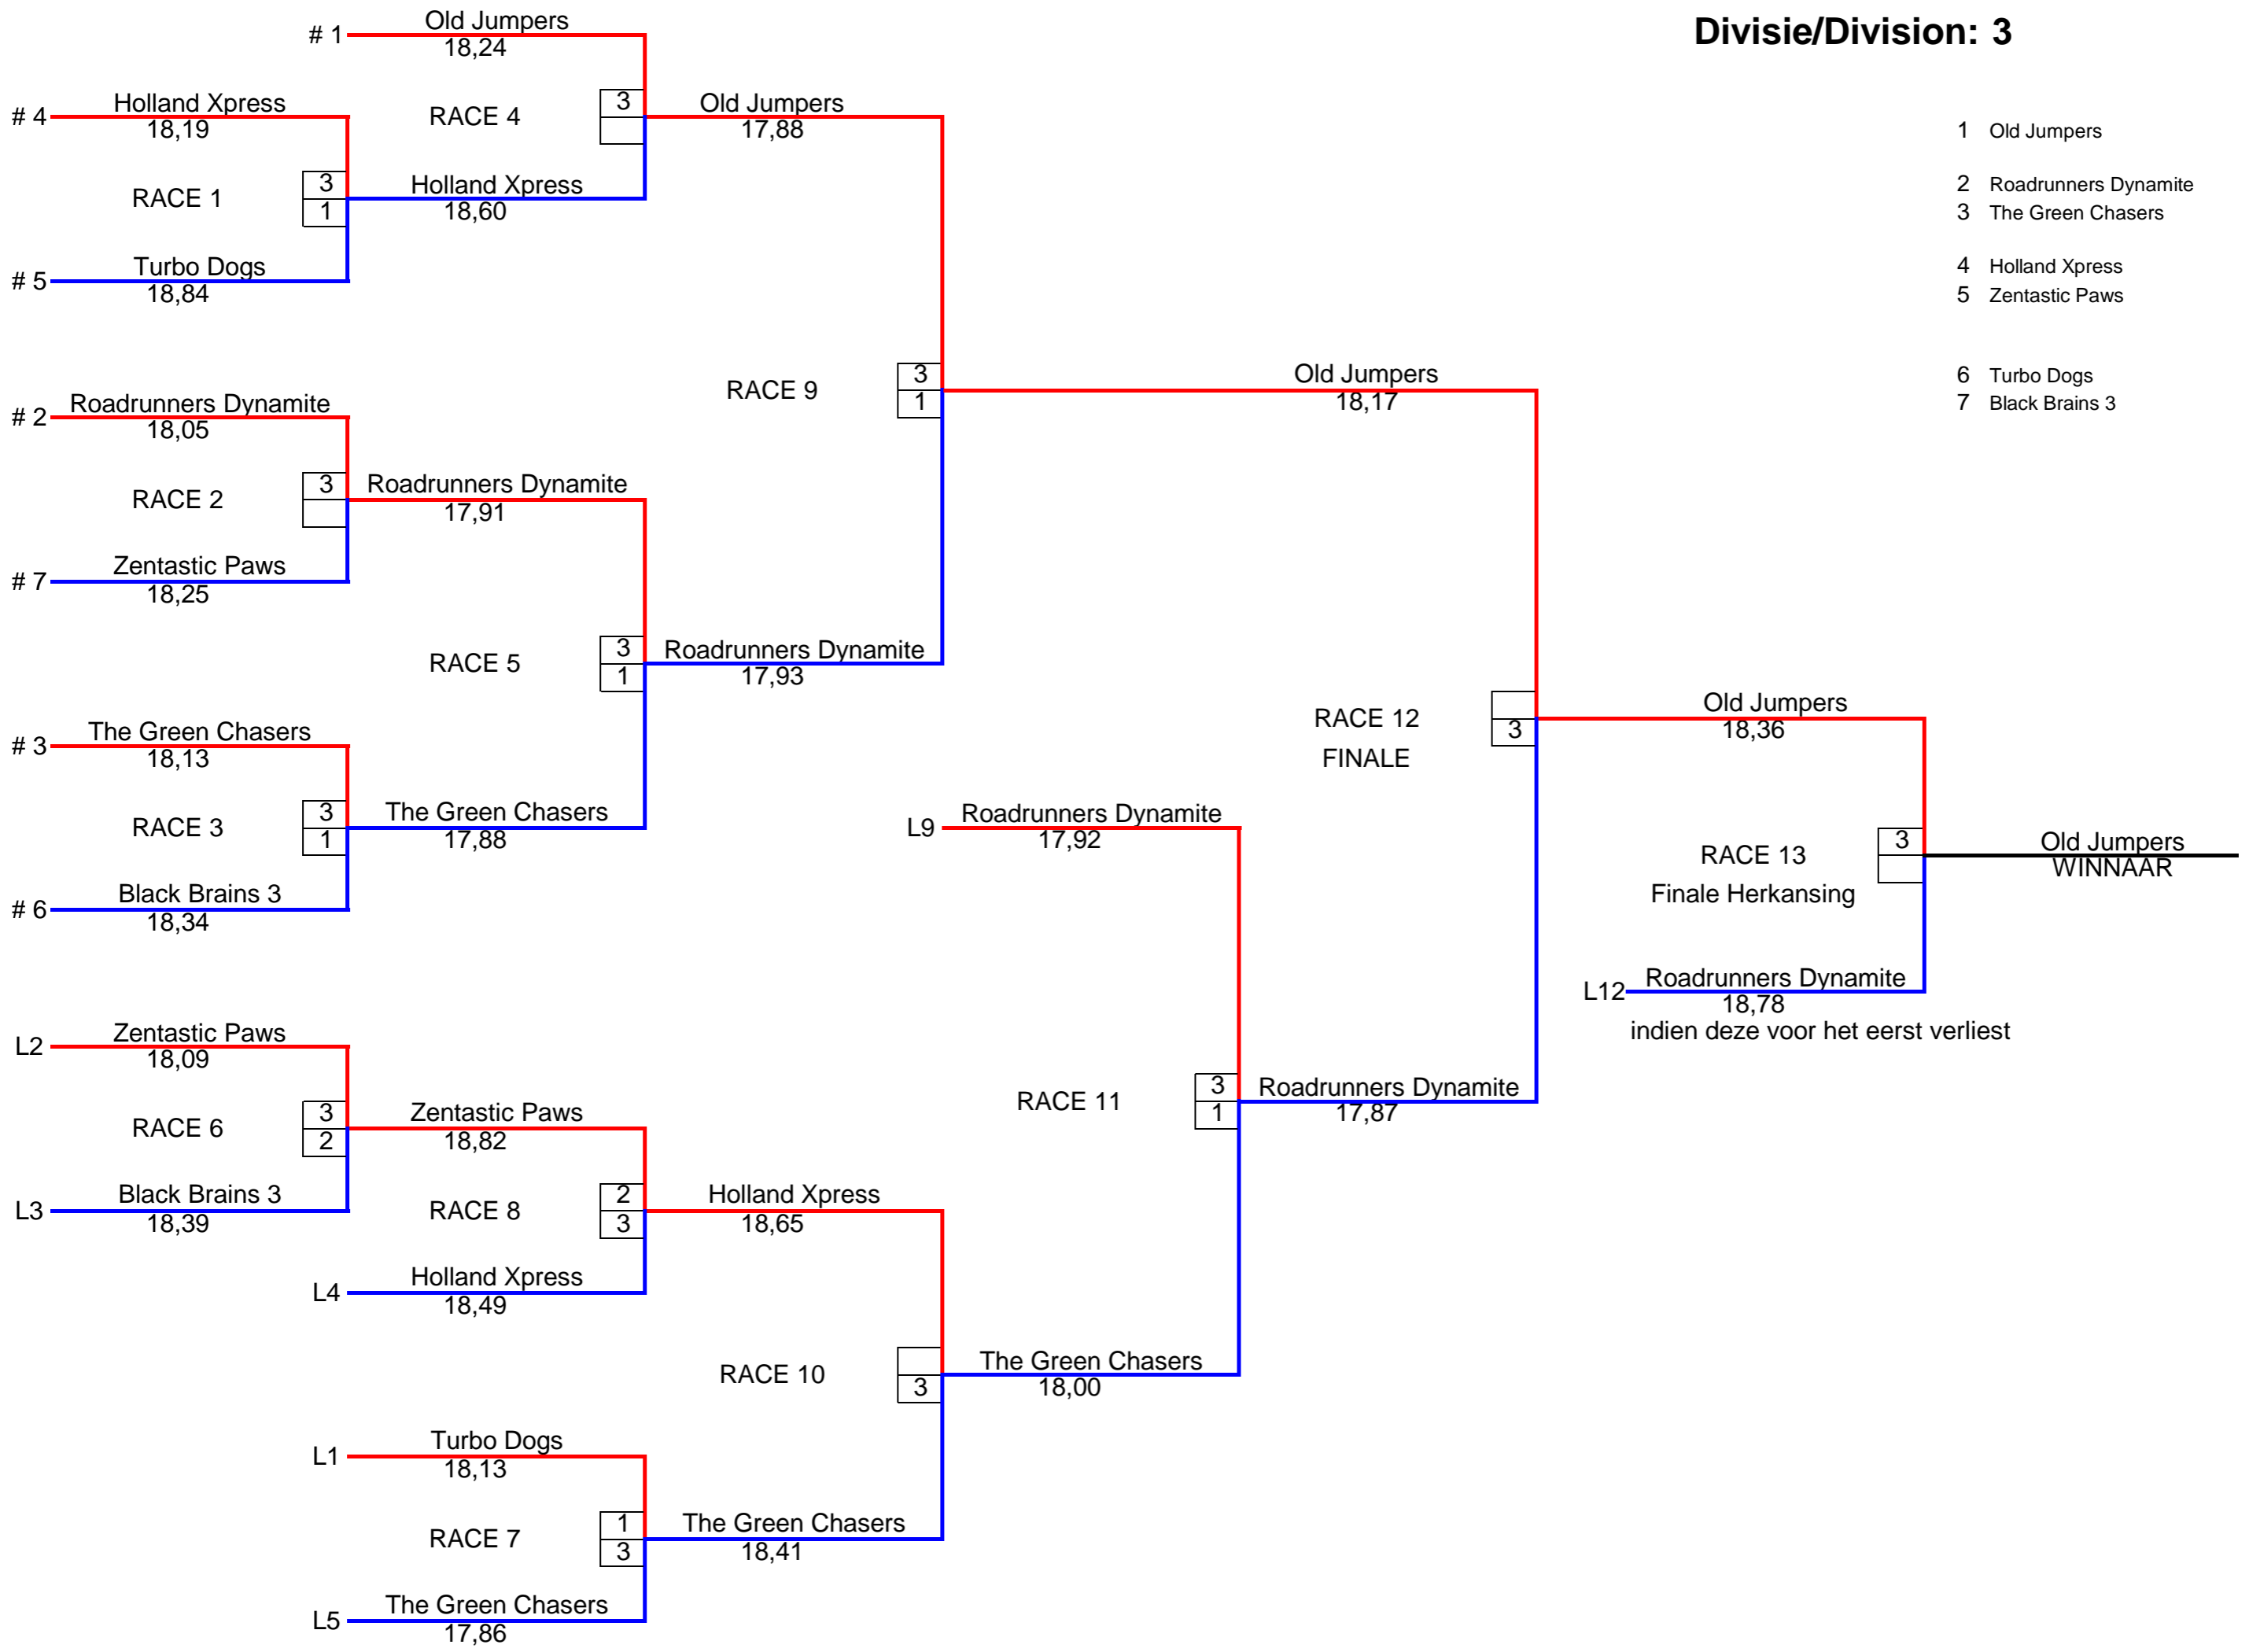 Divisie/Division: 3
# 1
Old Jumpers
18,24
# 4
Holland Xpress
18,19
RACE 4
3
Old Jumpers
17,88
RACE 1
3
1
Holland Xpress
18,60
# 5
Turbo Dogs
18,84
1 Old Jumpers
2 Roadrunners Dynamite
3 The Green Chasers
4 Holland Xpress
5 Zentastic Paws
6 Turbo Dogs
7 Black Brains 3
# 2
Roadrunners Dynamite
18,05
RACE 9
3
1
Old Jumpers
18,17
RACE 2
3
Roadrunners Dynamite
17,91
# 7
Zentastic Paws
18,25
RACE 5
3
1
Roadrunners Dynamite
17,93
# 3
The Green Chasers
18,13
RACE 12
FINALE
3
Old Jumpers
18,36
RACE 3
3
1
The Green Chasers
17,88
L9
Roadrunners Dynamite
17,92
RACE 13
Finale Herkansing
3
Old Jumpers
WINNAAR
# 6
Black Brains 3
18,34
L12
Roadrunners Dynamite
18,78
indien deze voor het eerst verliest
L2
Zentastic Paws
18,09
RACE 6
3
2
Zentastic Paws
18,82
RACE 11
3
1
Roadrunners Dynamite
17,87
L3
Black Brains 3
18,39
RACE 8
2
3
Holland Xpress
18,65
L4
Holland Xpress
18,49
RACE 10
3
The Green Chasers
18,00
L1
Turbo Dogs
18,13
RACE 7
1
3
The Green Chasers
18,41
L5
The Green Chasers
17,86